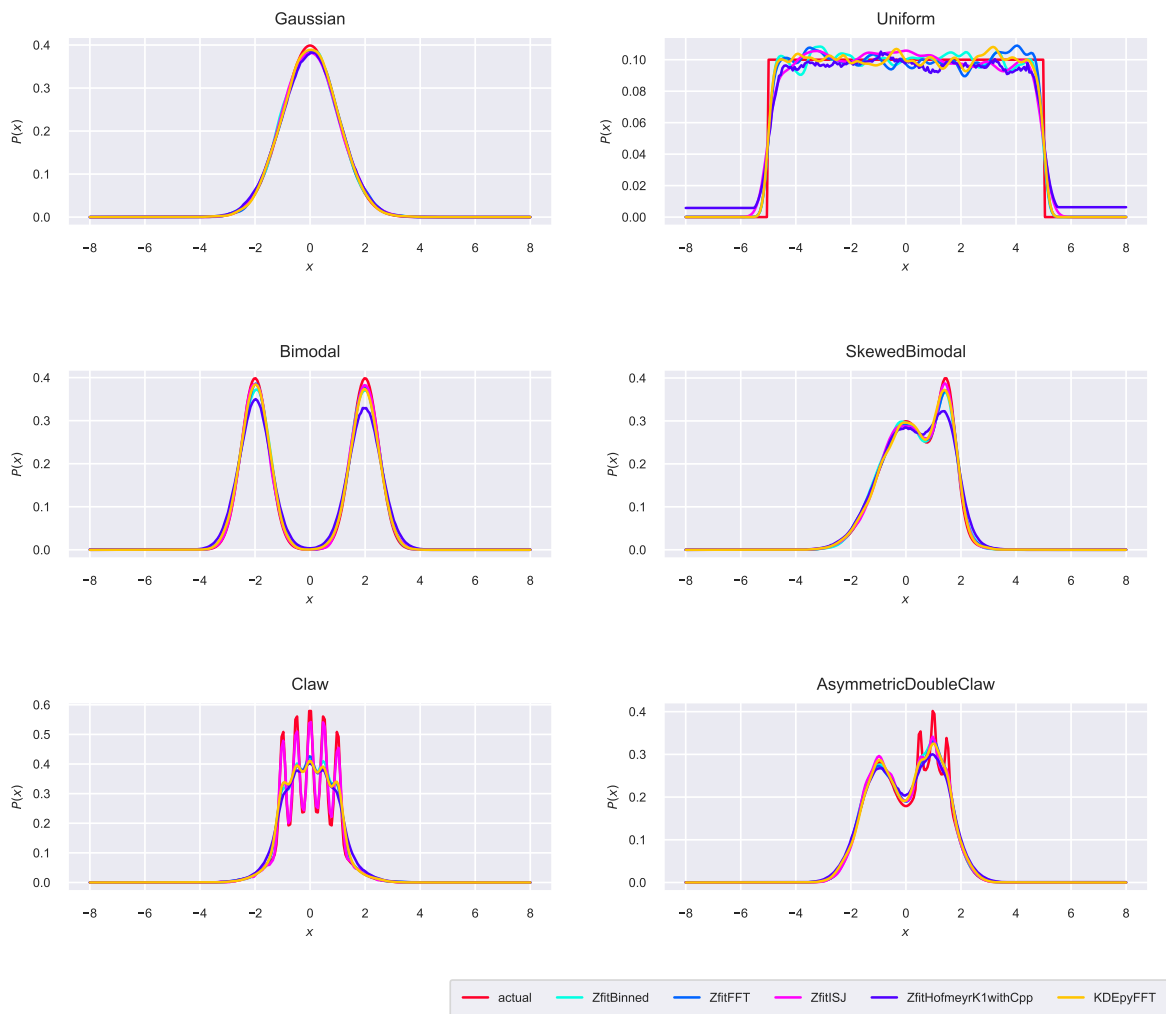 Gaussian
0.4
0.3
0.2
0.1
0.0
P(x)
−8 −6 −4 −2 0 2 4 6 8
x
Uniform
0.10
0.08
0.06
0.04
0.02
0.00
P(x)
−8 −6 −4 −2 0 2 4 6 8
x
Bimodal
0.4
0.3
0.2
0.1
0.0
P(x)
−8 −6 −4 −2 0 2 4 6 8
x
SkewedBimodal
0.4
0.3
0.2
0.1
0.0
P(x)
−8 −6 −4 −2 0 2 4 6 8
x
Claw
0.6
0.5
0.4
0.3
0.2
0.1
0.0
P(x)
−8 −6 −4 −2 0 2 4 6 8
x
AsymmetricDoubleClaw
0.4
0.3
0.2
0.1
0.0
P(x)
−8 −6 −4 −2 0 2 4 6 8
x
actual ZfitBinned ZfitFFT ZfitISJ ZfitHofmeyrK1withCpp KDEpyFFT